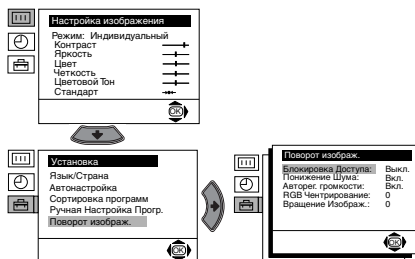 Настройка изображения
Режим: Индивидуальный
Контраст
Яркость
Цвет
Четкость
Цветовой Тон
Стандарт
OK
Установка
Язык/Страна
Автонастройка
Сортировка программ
Ручная Настройка Прогр.
Поворот изображ.
OK
Поворот изображ.
Блокировка Доступа: Выкл.
Понижение Шума: Вкл.
Авторег. громкости: Вкл.
RGB Чентрирование: 0
Вращение Изображ.: 0
OK